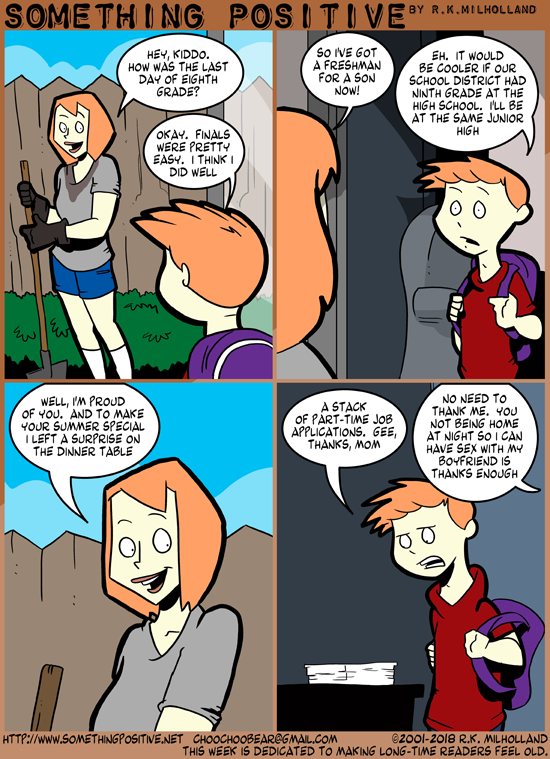 SOMETHING POSITIVE BY R.K.MILHOLLAND
HEY, KIDDO.
HOW WAS THE LAST
DAY OF EIGHTH
GRADE?
OKAY. FINALS
WERE PRETTY
EASY. I THINK I
DID WELL
SO I'VE GOT
A FRESHMAN
FOR A SON
NOW!
EH. IT WOULD
BE COOLER IF OUR
SCHOOL DISTRICT HAD
NINTH GRADE AT THE
HIGH SCHOOL. I'LL BE
AT THE SAME JUNIOR
HIGH
WELL, I'M PROUD
OF YOU. AND TO MAKE
YOUR SUMMER SPECIAL
I LEFT A SURPRISE ON
THE DINNER TABLE
A STACK
OF PART-TIME JOB
APPLICATIONS. GEE,
THANKS, MOM
NO NEED TO
THANK ME. YOU
NOT BEING HOME
AT NIGHT SO I CAN
HAVE SEX WITH MY
BOYFRIEND IS
THANKS ENOUGH
HTTP://WWW.SOMETHINGPOSITIVE.NET CHOOCHOOBEAR@GMAIL.COM ©2001-2018 R.K. MILHOLLAND
THIS WEEK IS DEDICATED TO MAKING LONG-TIME READERS FEEL OLD.